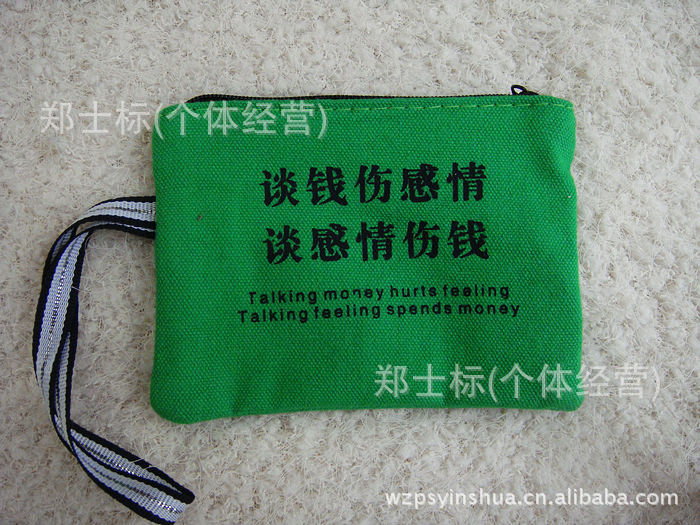 郑士标(个体经营)
谈钱伤感情
谈感情伤钱
Talking money hurts feeling
Talking feeling spends money
郑士标(个体经营)
wzpsyinshua.cn.alibaba.com